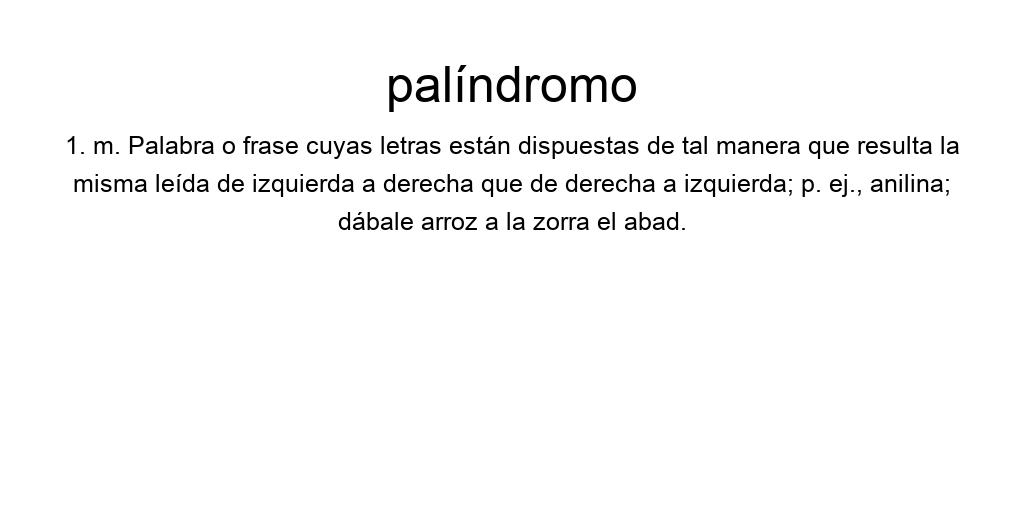 palíndromo
1. m. Palabra o frase cuyas letras están dispuestas de tal manera que resulta la
misma leída de izquierda a derecha que de derecha a izquierda; p. ej., anilina;
dábale arroz a la zorra el abad.